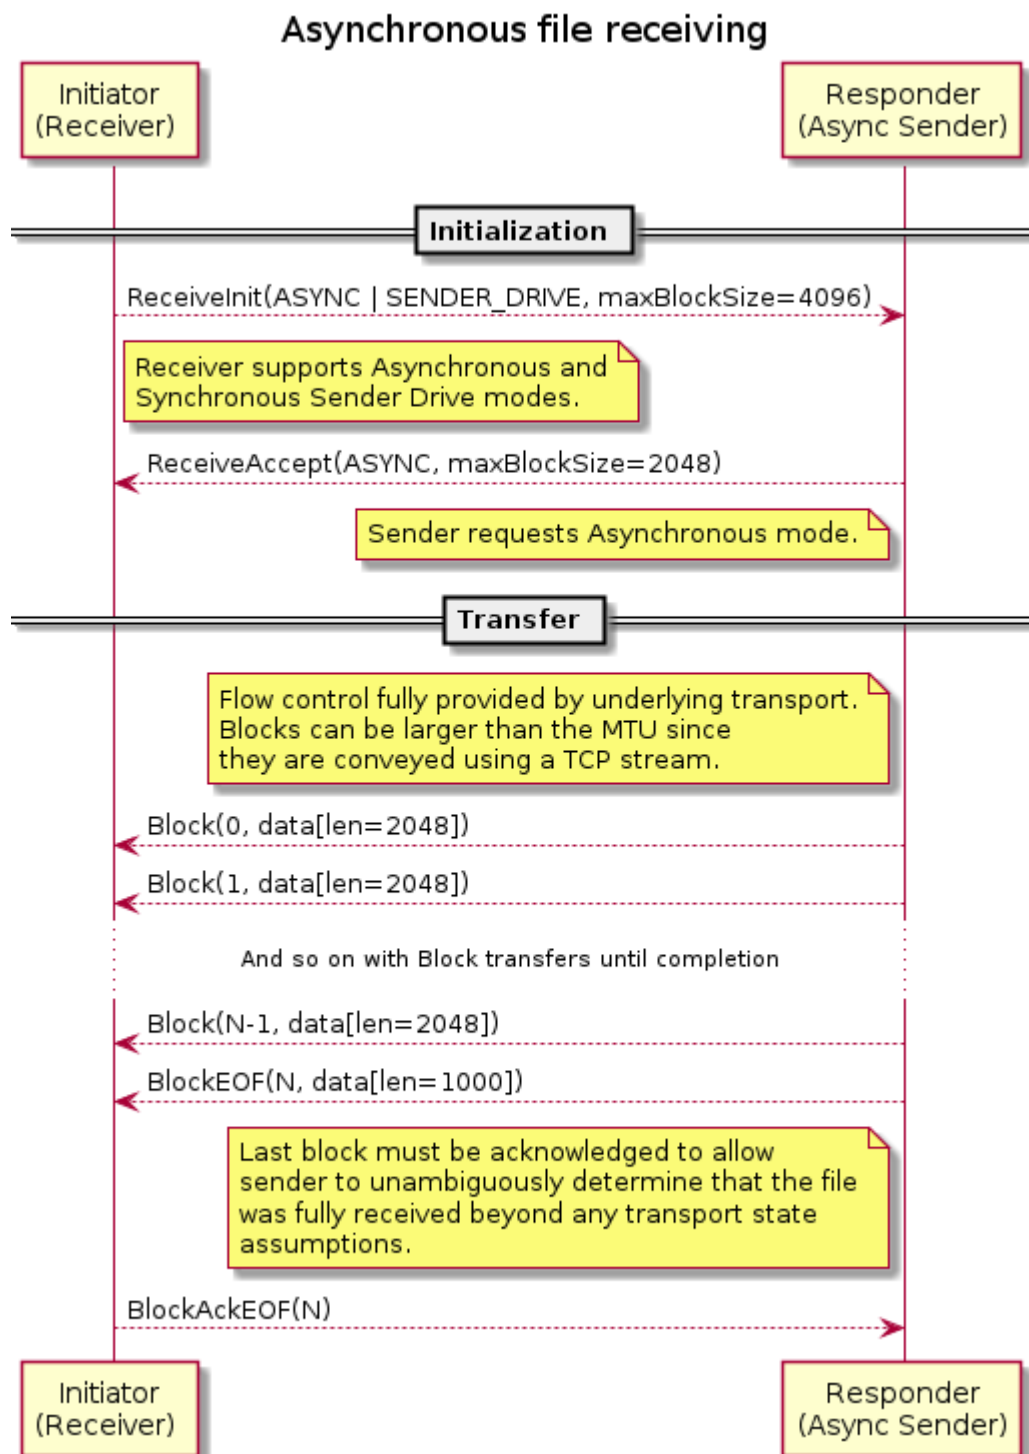 Asynchronous file receiving
Initiator
(Receiver)
Responder
(Async Sender)
Initialization
ReceiveInit(ASYNC | SENDER_DRIVE, maxBlockSize=4096)
Receiver supports Asynchronous and
Synchronous Sender Drive modes.
ReceiveAccept(ASYNC, maxBlockSize=2048)
Sender requests Asynchronous mode.
Transfer
Flow control fully provided by underlying transport.
Blocks can be larger than the MTU since
they are conveyed using a TCP stream.
Block(0, data[len=2048])
Block(1, data[len=2048])
And so on with Block transfers until completion
Block(N-1, data[len=2048])
BlockEOF(N, data[len=1000])
Last block must be acknowledged to allow
sender to unambiguously determine that the file
was fully received beyond any transport state
assumptions.
BlockAckEOF(N)
Initiator
(Receiver)
Responder
(Async Sender)